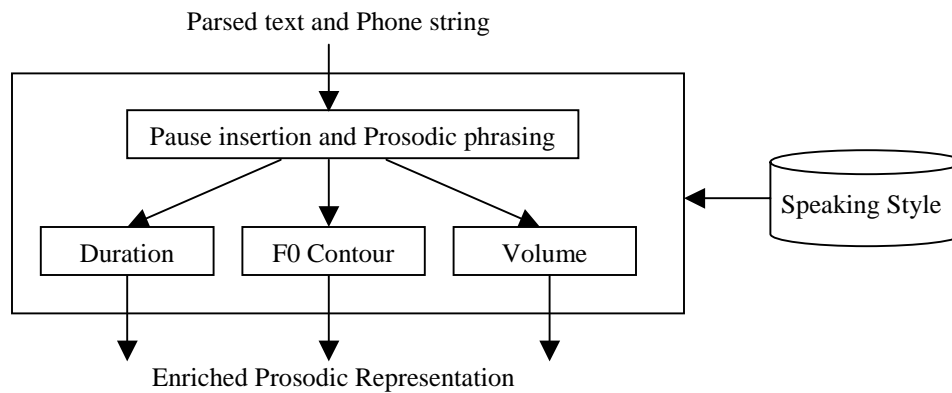 Parsed text and Phone string
Pause insertion and Prosodic phrasing
Speaking Style
Duration
F0 Contour
Volume
Enriched Prosodic Representation